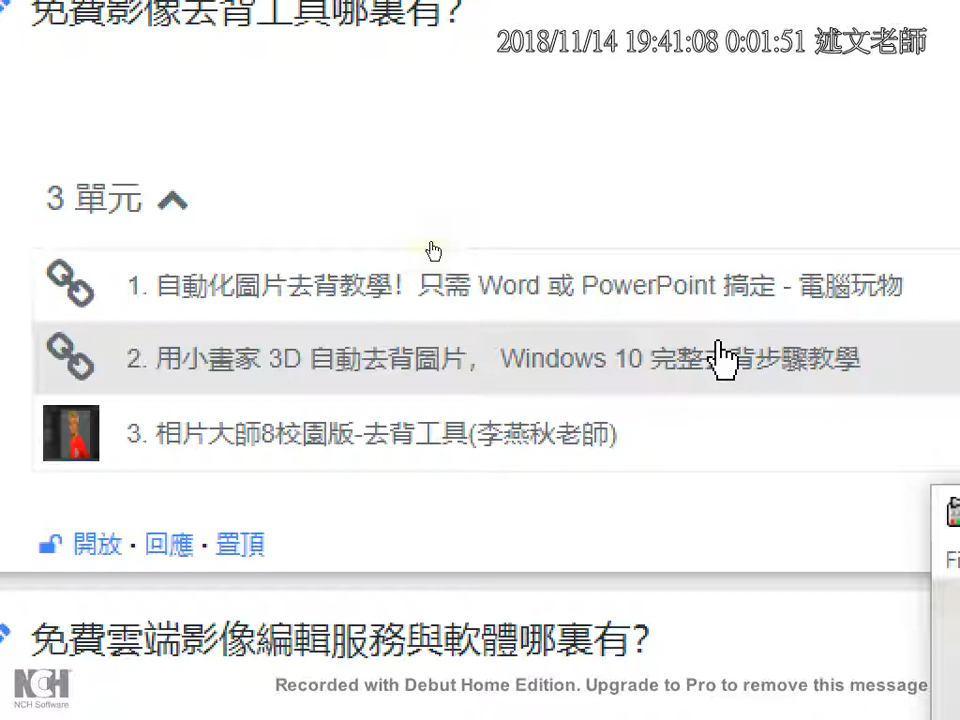 免費影像去背工具哪裏有?
2018/11/14 19:41:08 0:01:51 述文老師
3 單元
1. 自動化圖片去背教學！只需 Word 或 PowerPoint 搞定 - 電腦玩物
2. 用小畫家 3D 自動去背圖片， Windows 10 完整去背步驟教學
3. 相片大師8校園版-去背工具(李燕秋老師)
開放 · 回應 · 置頂
Fi
免費雲端影像編輯服務與軟體哪裏有?
NCH
NCH Software
Recorded with Debut Home Edition. Upgrade to Pro to remove this message